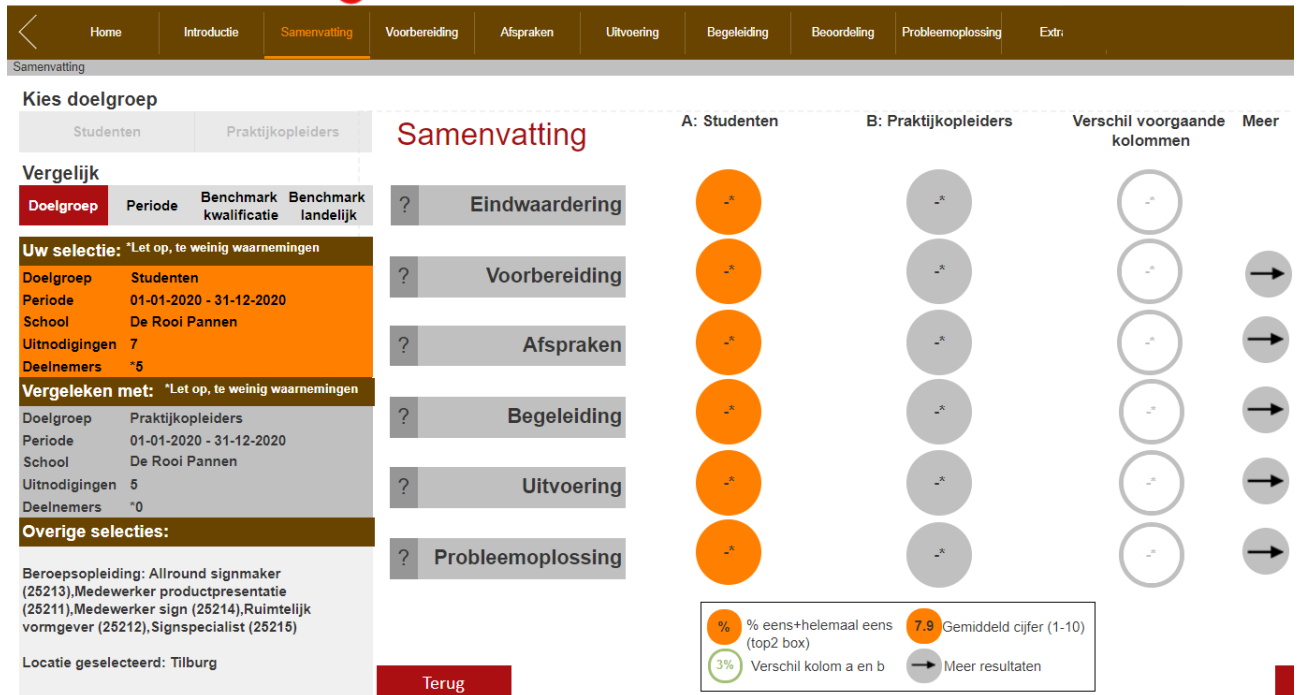 Home Introductie Samenvatting Voorbereiding Afspraken Uitvoering Begeleiding Beoordeling Probleemoplossing Extra
Samenvatting
Kies doelgroep
Studenten Praktijkopleiders
Vergelijk
Doelgroep Periode Benchmark kwalificatie Benchmark landelijk
Uw selectie: *Let op, te weinig waarnemingen
Doelgroep Studenten
Periode 01-01-2020 - 31-12-2020
School De Rooi Pannen
Uitnodigingen 7
Deelnemers *5
Vergeleken met: *Let op, te weinig waarnemingen
Doelgroep Praktijkopleiders
Periode 01-01-2020 - 31-12-2020
School De Rooi Pannen
Uitnodigingen 5
Deelnemers *0
Overige selecties:
Beroepsopleiding: Allround signmaker
(25213),Medewerker productpresentatie
(25211),Medewerker sign (25214),Ruimtelijk
vormgever (25212),Signspecialist (25215)
Locatie geselecteerd: Tilburg
Samenvatting
A: Studenten B: Praktijkopleiders Verschil voorgaande kolommen Meer
? Eindwaardering -* -* -*
? Voorbereiding -* -* -*
? Afspraken -* -* -*
? Begeleiding -* -* -*
? Uitvoering -* -* -*
? Probleemoplossing -* -* -*
% % eens+helemaal eens
(top2 box)
7.9 Gemiddeld cijfer (1-10)
3% Verschil kolom a en b
Meer resultaten
Terug